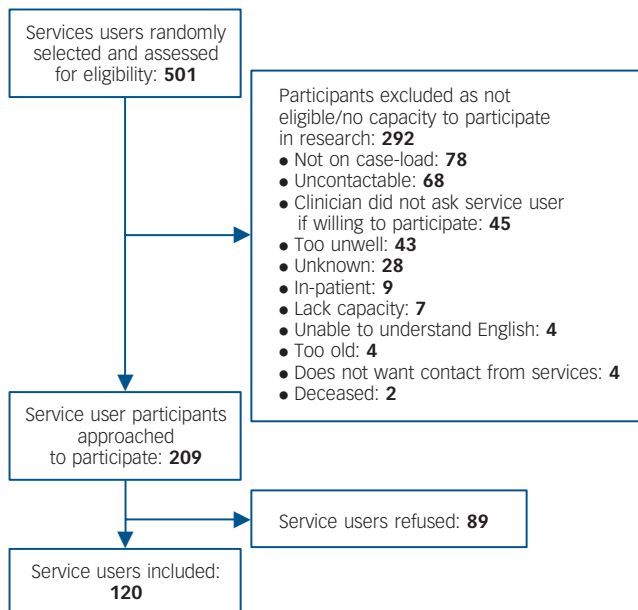 Services users randomly
selected and assessed
for eligibility: 501
Participants excluded as not
eligible/no capacity to participate
in research: 292
● Not on case-load: 78
● Uncontactable: 68
● Clinician did not ask service user
if willing to participate: 45
● Too unwell: 43
● Unknown: 28
● In-patient: 9
● Lack capacity: 7
● Unable to understand English: 4
● Too old: 4
● Does not want contact from services: 4
● Deceased: 2
Service user participants
approached
to participate: 209
Service users refused: 89
Service users included:
120